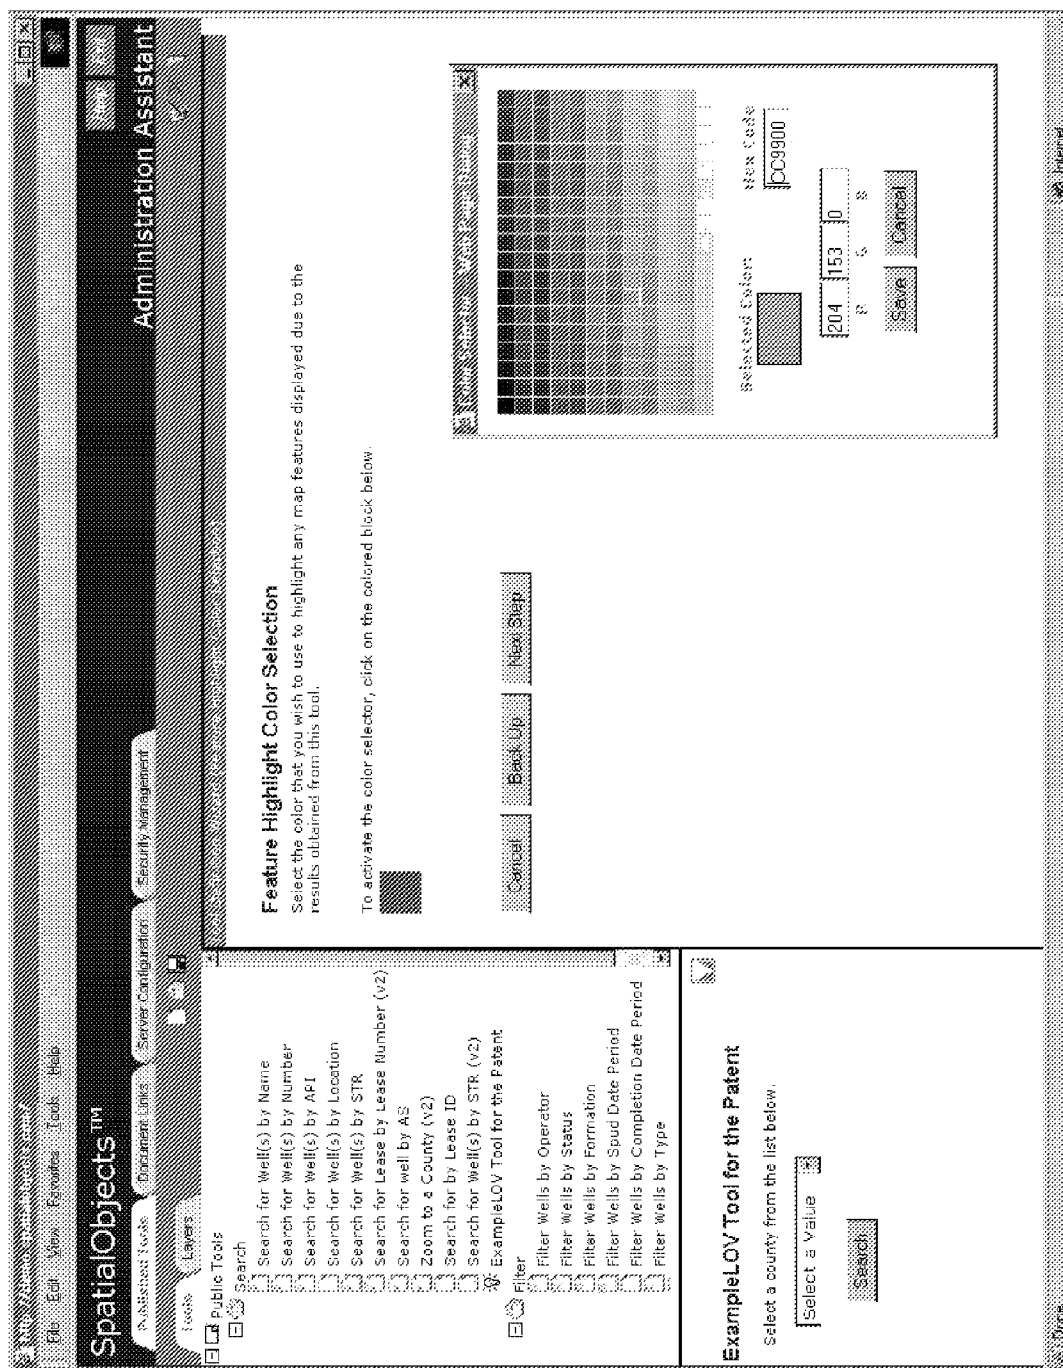 File Edit View Favorites Tools Help
SpatialObjects™
Help Exit
Published Tools Document Links Server Configuration Security Management
Administration Assistant
Tools Layers
Public Tools
Search
Search for Well(s) by Name
Search for Well(s) by Number
Search for Well(s) by API
Search for Well(s) by Location
Search for Well(s) by STR
Search for Lease by Lease Number (v2)
Search for well by AS
Zoom to a County (v2)
Search for by Lease ID
Search for Well(s) by STR (v2)
ExampleLOV Tool for the Patent
Filter
Filter Wells by Operator
Filter Wells by Status
Filter Wells by Formation
Filter Wells by Spud Date Period
Filter Wells by Completion Date Period
Filter Wells by Type
ExampleLOV Tool for the Patent
Select a county from the list below.
Select a Value
Search
Feature Highlight Color Selection
Select the color that you wish to use to highlight any map features displayed due to the
results obtained from this tool.
To activate the color selector, click on the colored block below.
Cancel Back Up Next Step
Color Selector -- Web Page Dialog
Selected Color: Hex Code
CC9900
204 153 0
R G B
Save Cancel
Done
Internet